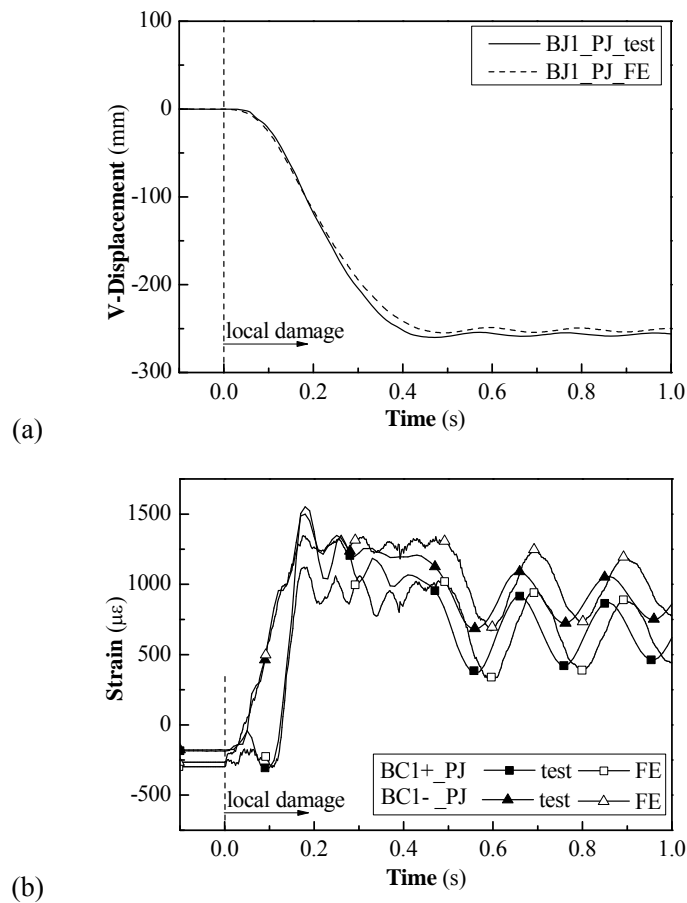 100
BJ1_PJ_test
BJ1_PJ_FE
0
-100
-200
-300
V-Displacement (mm)
local damage
0.0 0.2 0.4 0.6 0.8 1.0
Time (s)
(a)
1500
1000
500
0
-500
Strain (με)
BC1+_PJ test FE
BC1-_PJ test FE
local damage
0.0 0.2 0.4 0.6 0.8 1.0
Time (s)
(b)